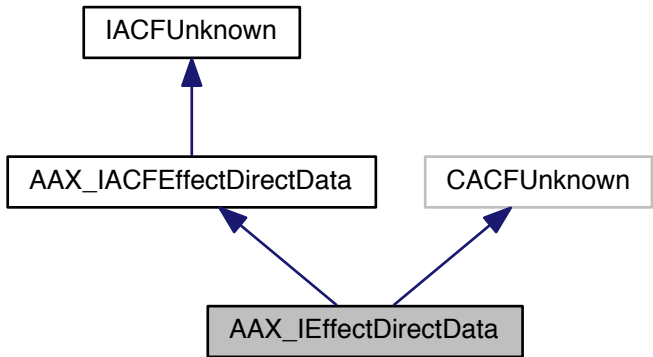 IACFUnknown
AAX_IACFEffectDirectData
CACFUnknown
AAX_IEffectDirectData